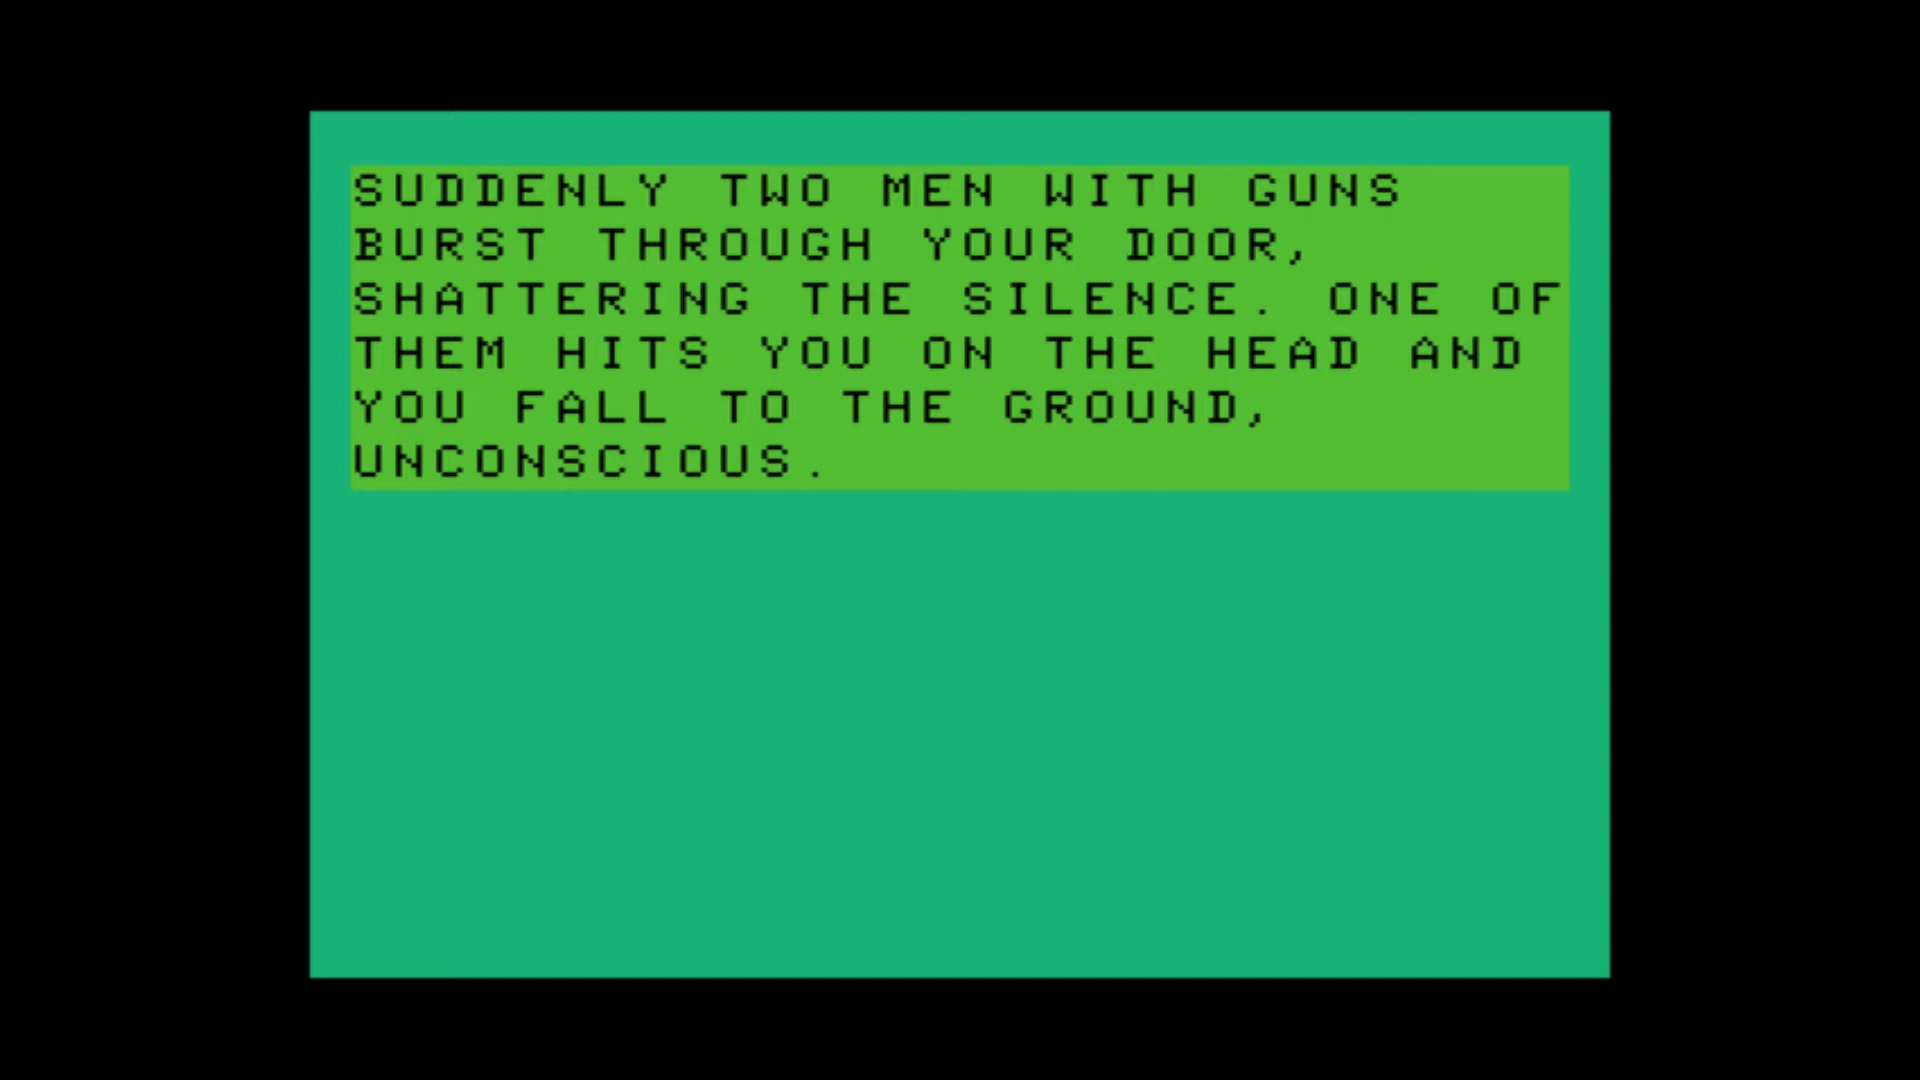 SUDDENLY TWO MEN WITH GUNS
BURST THROUGH YOUR DOOR,
SHATTERING THE SILENCE. ONE OF
THEM HITS YOU ON THE HEAD AND
YOU FALL TO THE GROUND,
UNCONSCIOUS.